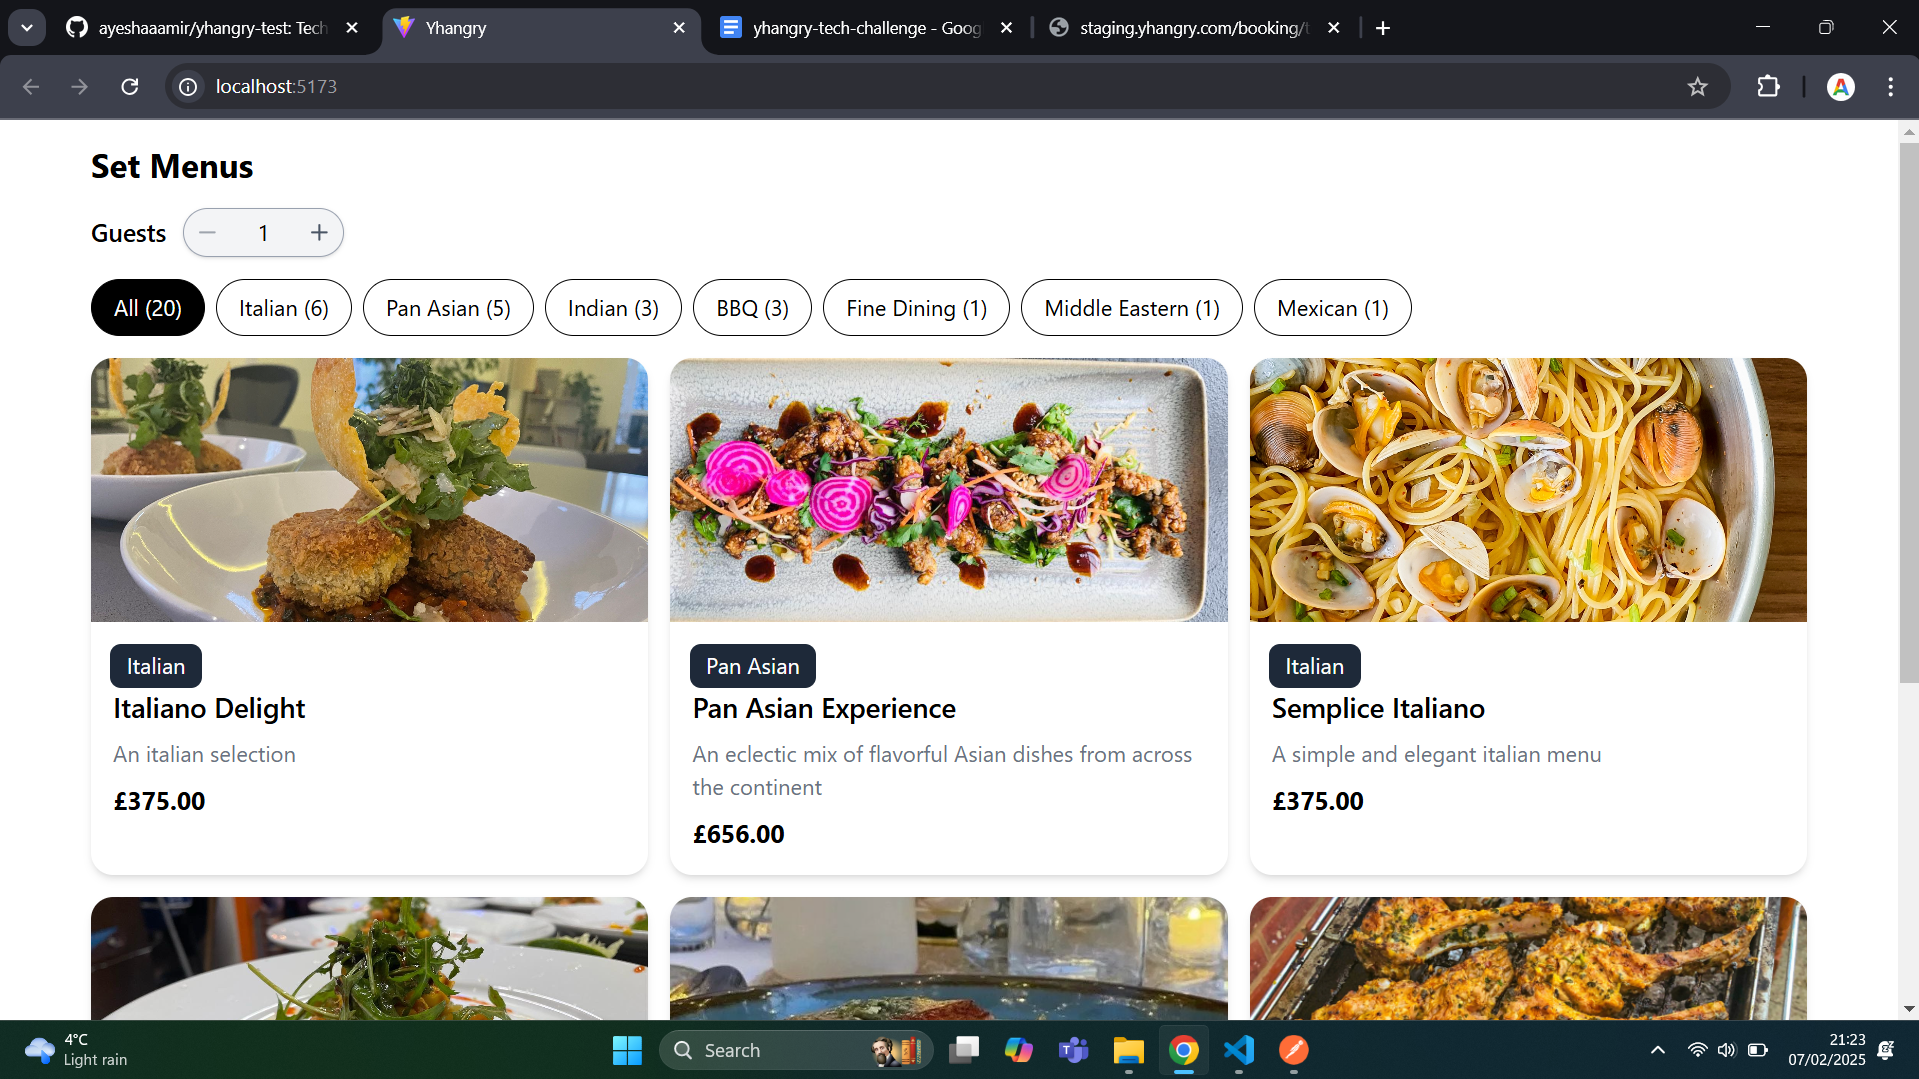 ayeshaaamir/yhangry-test: Tech
Yhangry
yhangry-tech-challenge - Goog
staging.yhangry.com/booking/t
localhost:5173
A
Set Menus
Guests
1
All (20)
Italian (6)
Pan Asian (5)
Indian (3)
BBQ (3)
Fine Dining (1)
Middle Eastern (1)
Mexican (1)
Italian
Italiano Delight
An italian selection
£375.00
Pan Asian
Pan Asian Experience
An eclectic mix of flavorful Asian dishes from across
the continent
£656.00
Italian
Semplice Italiano
A simple and elegant italian menu
£375.00
4°C
Light rain
Search
21:23
07/02/2025